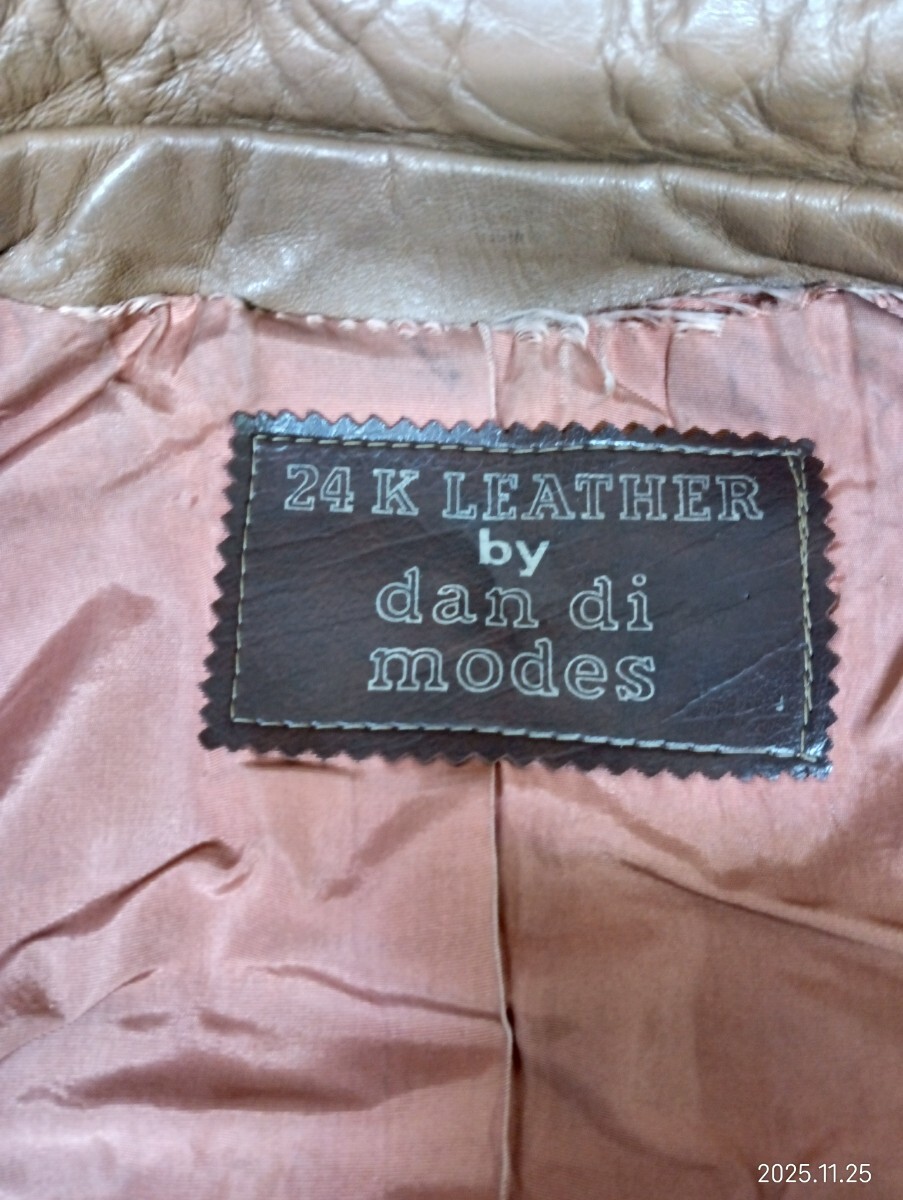 24 K LEATHER
by
dan di
modes
2025.11.25